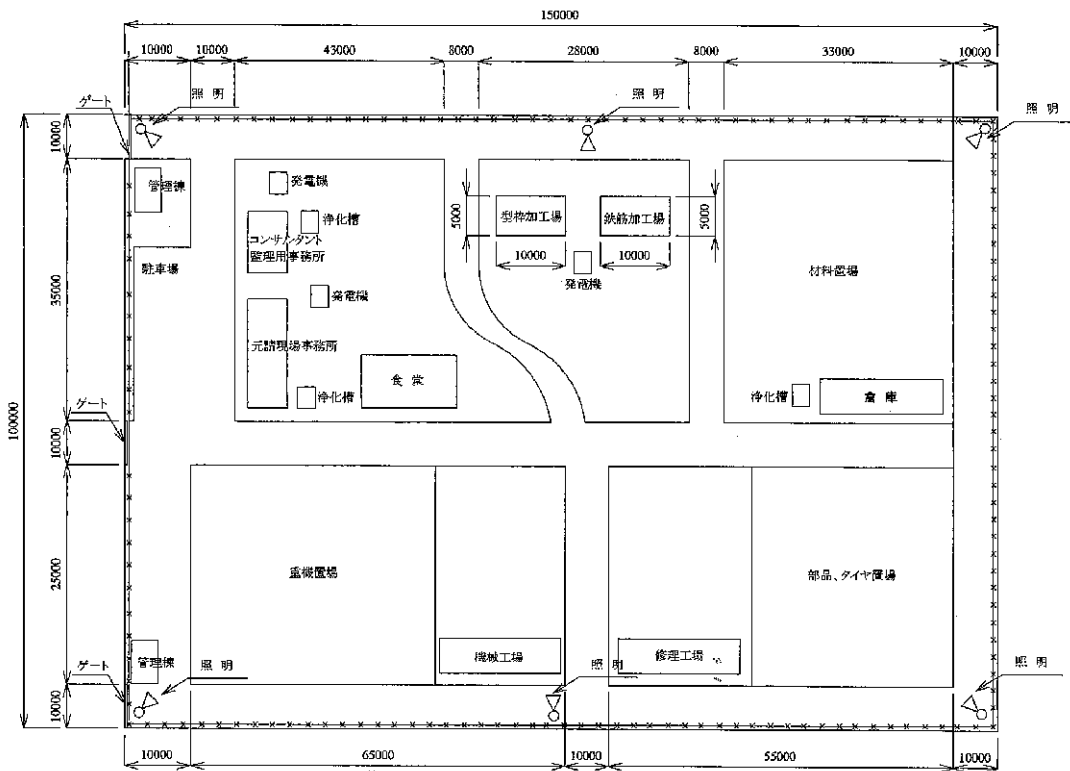 150000
10000
10000
43000
8000
28000
8000
33000
10000
ゲート
照明
照明
照明
10000
管理棟
発電機
浄化槽
コンサルタント
監理用事務所
駐車場
発電機
元請現場事務所
浄化槽
食堂
5000
型枠加工場
鉄筋加工場
5000
10000
10000
発電機
材料置場
浄化槽
倉庫
35000
100000
ゲート
10000
重機置場
部品、タイヤ置場
25000
管理棟
照明
機械工場
照明
修理工場
照明
ゲート
10000
10000
65000
10000
55000
10000